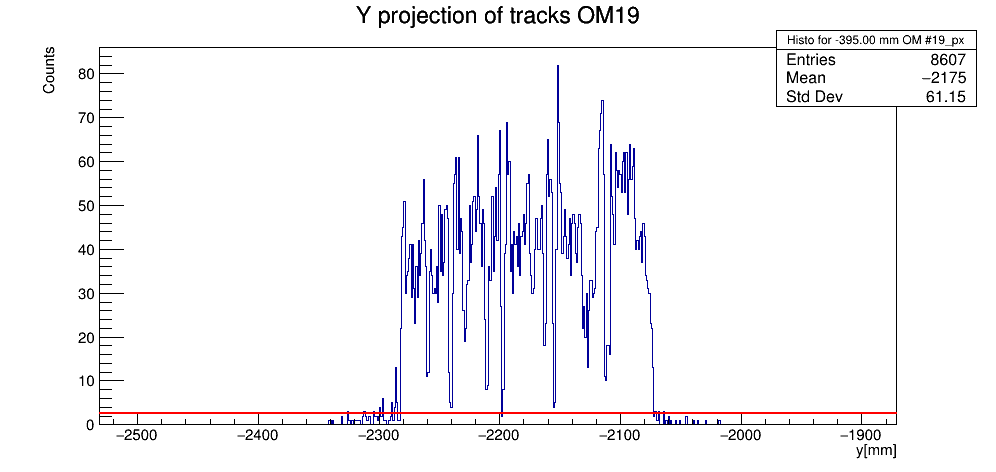 Y projection of tracks OM19
Histo for -395.00 mm OM #19_px
Entries 8607
Mean −2175
Std Dev 61.15
Counts
80
70
60
50
40
30
20
10
0
−2500 −2400 −2300 −2200 −2100 −2000 −1900
y[mm]